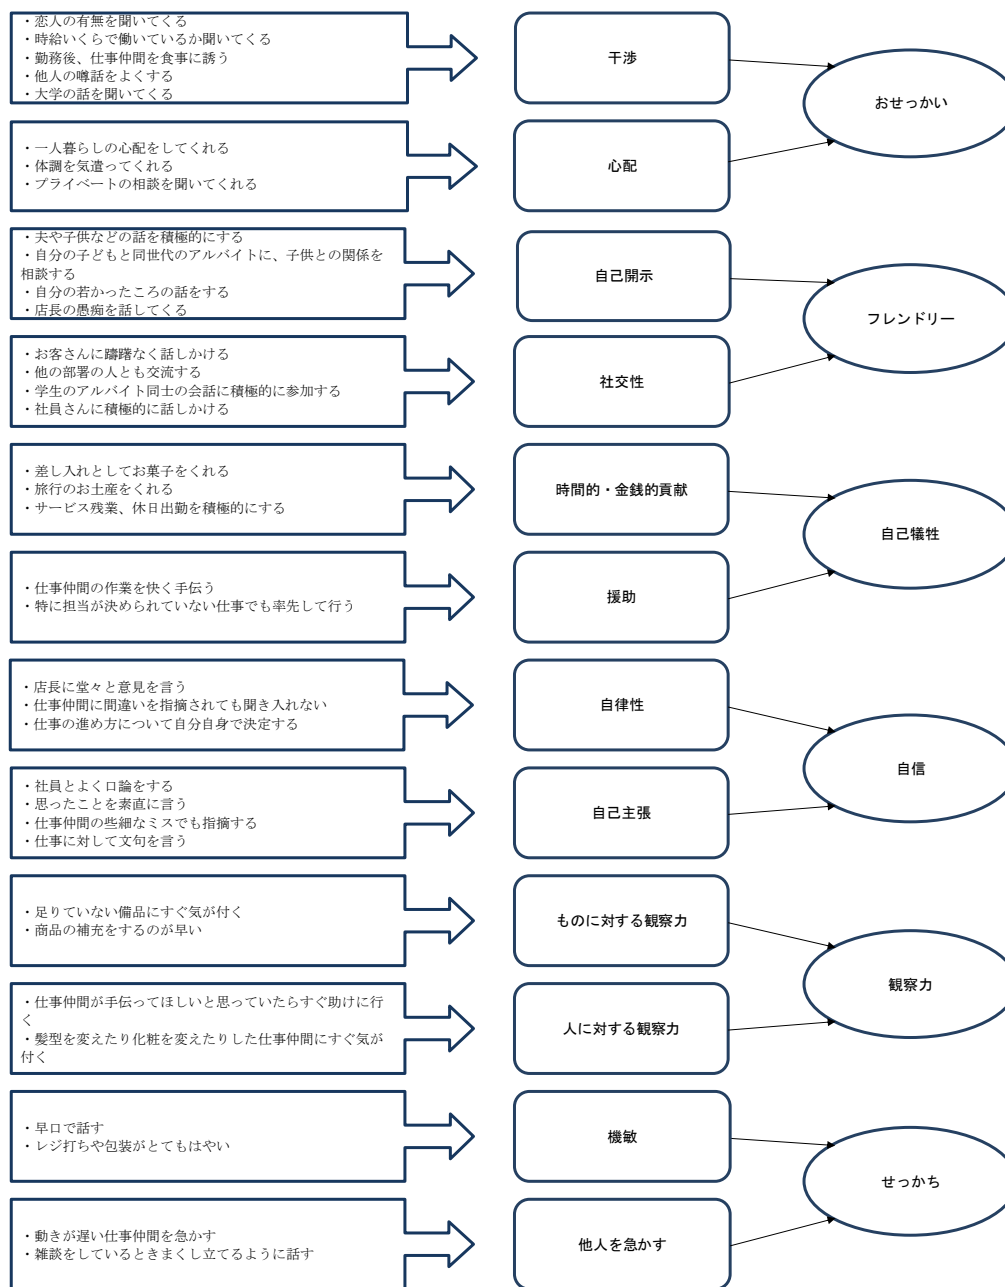 ・恋人の有無を聞いてくる
・時給いくらで働いているか聞いてくる
・勤務後、仕事仲間を食事に誘う
・他人の噂話をよくする
・大学の話を聞いてくる
干渉
おせっかい
・一人暮らしの心配をしてくれる
・体調を気遣ってくれる
・プライベートの相談を聞いてくれる
心配
・夫や子供などの話を積極的にする
・自分の子どもと同世代のアルバイトに、子供との関係を
相談する
・自分の若かったころの話をする
・店長の愚痴を話してくる
自己開示
フレンドリー
・お客さんに躊躇なく話しかける
・他の部署の人とも交流する
・学生のアルバイト同士の会話に積極的に参加する
・社員さんに積極的に話しかける
社交性
・差し入れとしてお菓子をくれる
・旅行のお土産をくれる
・サービス残業、休日出勤を積極的にする
時間的・金銭的貢献
自己犠牲
・仕事仲間の作業を快く手伝う
・特に担当が決められていない仕事でも率先して行う
援助
・店長に堂々と意見を言う
・仕事仲間に間違いを指摘されても聞き入れない
・仕事の進め方について自分自身で決定する
自律性
自信
・社員とよく口論をする
・思ったことを素直に言う
・仕事仲間の些細なミスでも指摘する
・仕事に対して文句を言う
自己主張
・足りていない備品にすぐ気が付く
・商品の補充をするのが早い
ものに対する観察力
観察力
・仕事仲間が手伝ってほしいと思っていたらすぐ助けに行
く
・髪型を変えたり化粧を変えたりした仕事仲間にすぐ気が
付く
人に対する観察力
・早口で話す
・レジ打ちや包装がとてもはやい
機敏
せっかち
・動きが遅い仕事仲間を急かす
・雑談をしているときまくし立てるように話す
他人を急かす